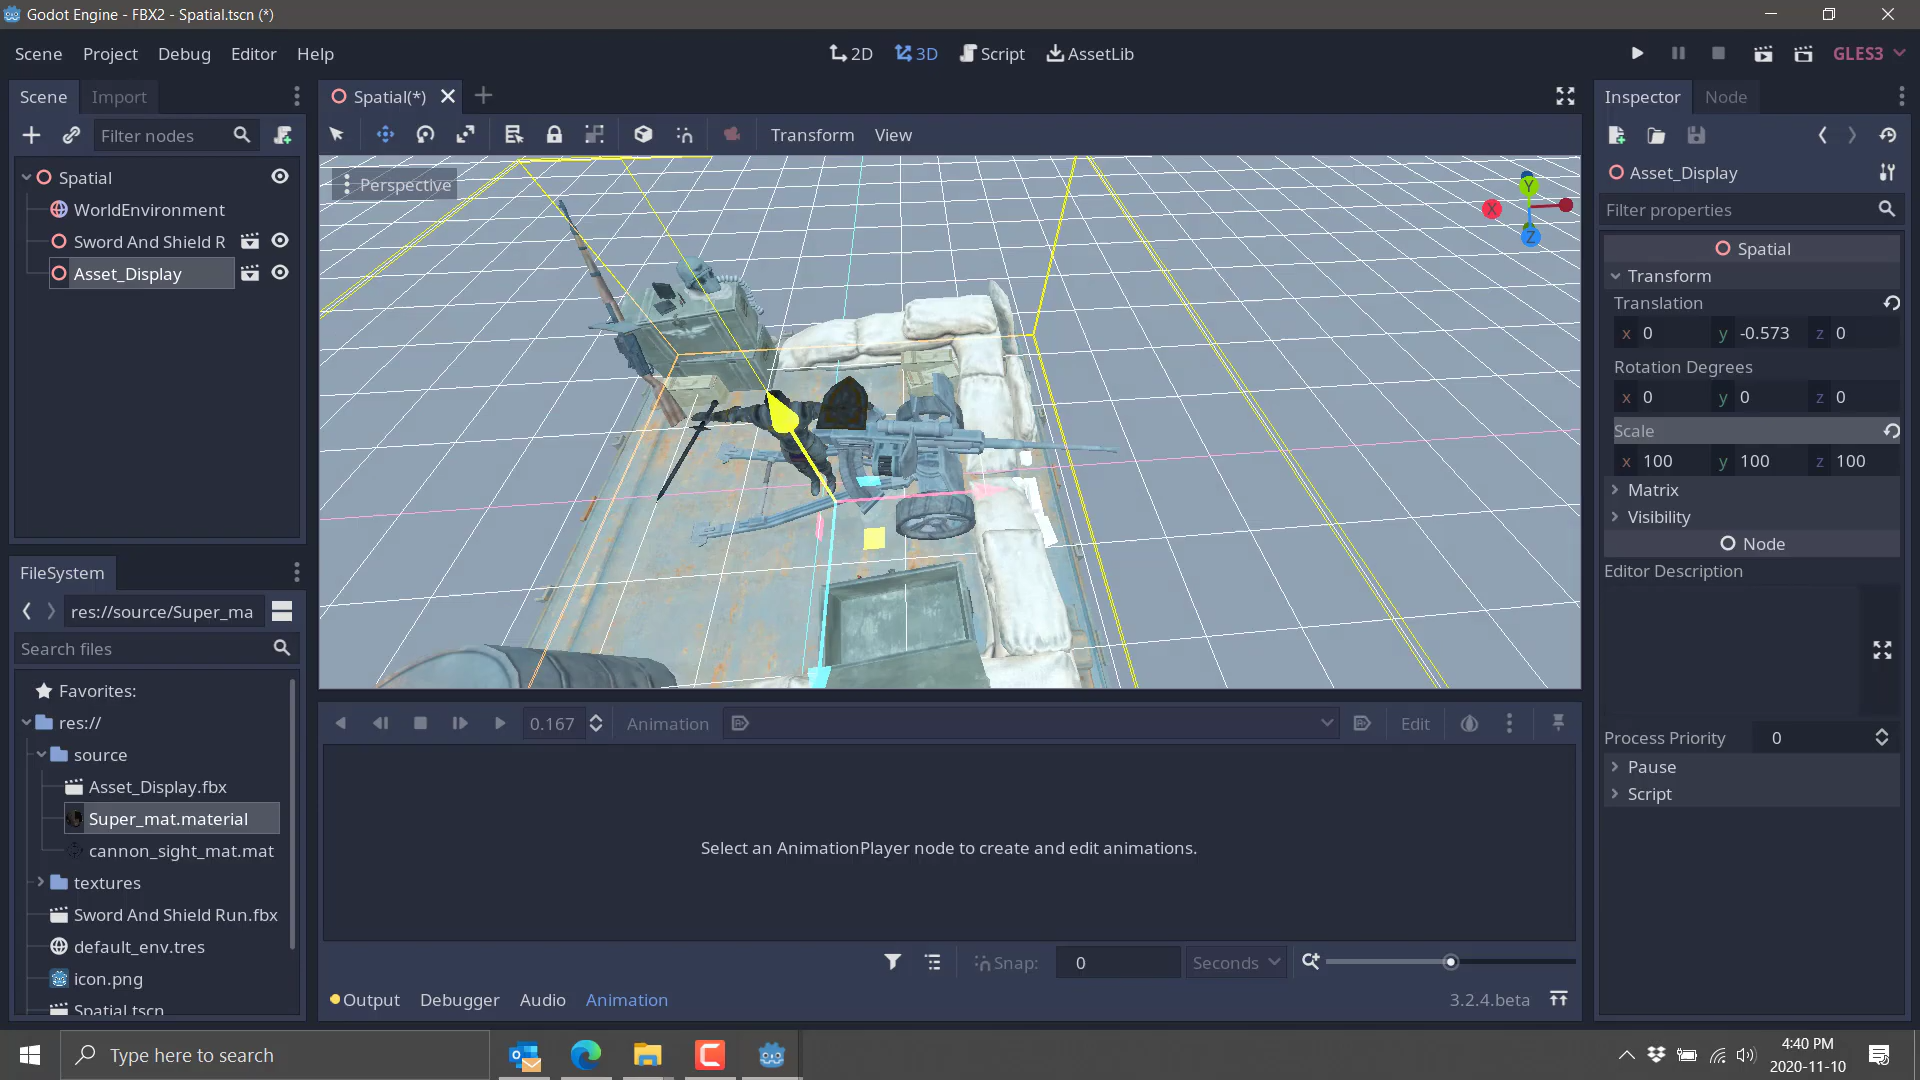 Godot Engine - FBX2 - Spatial.tscn (*)
Scene Project Debug Editor Help
2D 3D Script AssetLib
GLES3
Scene Import
Spatial(*)
Inspector Node
Filter nodes
Transform View
Spatial
WorldEnvironment
Sword And Shield R
Asset_Display
Perspective
Y
X
Z
Asset_Display
Filter properties
Spatial
Transform
Translation
x 0 y -0.573 z 0
Rotation Degrees
x 0 y 0 z 0
Scale
x 100 y 100 z 100
Matrix
Visibility
Node
Editor Description
Process Priority 0
Pause
Script
FileSystem
res://source/Super_ma
Search files
Favorites:
res://
source
Asset_Display.fbx
Super_mat.material
cannon_sight_mat.mat
textures
Sword And Shield Run.fbx
default_env.tres
icon.png
Spatial.tscn
0.167 Animation Edit
Select an AnimationPlayer node to create and edit animations.
Snap: 0 Seconds
Output Debugger Audio Animation
3.2.4.beta
Type here to search
4:40 PM
2020-11-10